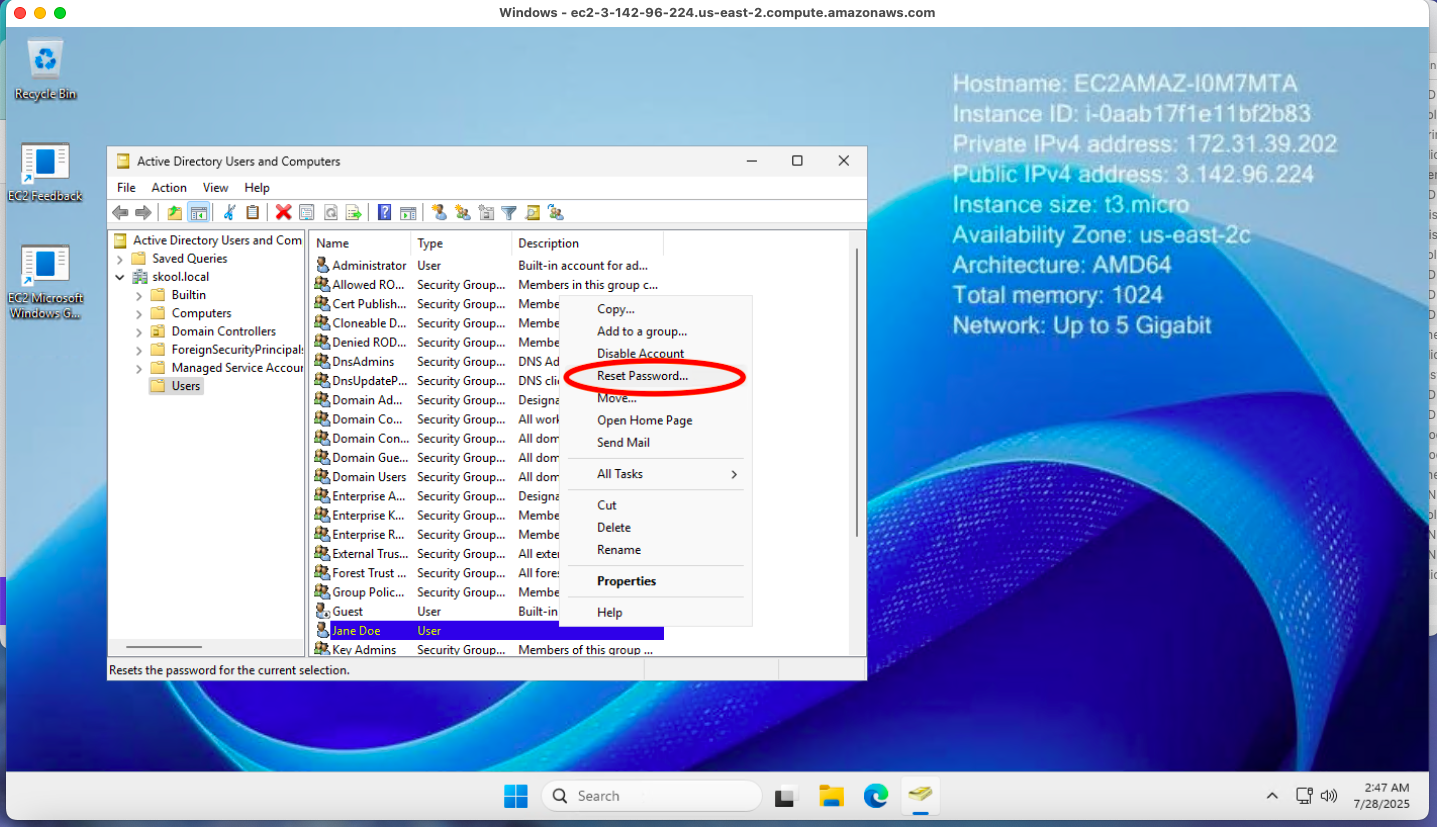 Windows - ec2-3-142-96-224.us-east-2.compute.amazonaws.com
Recycle Bin
EC2 Feedback
EC2 Microsoft
Windows G...
Hostname: EC2AMAZ-I0M7MTA
Instance ID: i-0aab17f1e11bf2b83
Private IPv4 address: 172.31.39.202
Public IPv4 address: 3.142.96.224
Instance size: t3.micro
Availability Zone: us-east-2c
Architecture: AMD64
Total memory: 1024
Network: Up to 5 Gigabit
Active Directory Users and Computers
File Action View Help
Active Directory Users and Com
Saved Queries
skool.local
Builtin
Computers
Domain Controllers
ForeignSecurityPrincipals
Managed Service Accour
Users
Name Type Description
Administrator User Built-in account for ad...
Allowed RO... Security Group... Members in this group c...
Cert Publish... Security Group... Membe
Cloneable D... Security Group... Membe
Denied ROD... Security Group... Membe
DnsAdmins Security Group... DNS Ad
DnsUpdateP... Security Group... DNS clie
Domain Ad... Security Group... Designa
Domain Co... Security Group... All work
Domain Con... Security Group... All dom
Domain Gue... Security Group... All dom
Domain Users Security Group... All dom
Enterprise A... Security Group... Designa
Enterprise K... Security Group... Membe
Enterprise R... Security Group... Membe
External Trus... Security Group... All exter
Forest Trust ... Security Group... All fores
Group Polic... Security Group... Membe
Guest User Built-in
Jane Doe User
Key Admins Security Group... Members of this group ...
Copy...
Add to a group...
Disable Account
Reset Password...
Move...
Open Home Page
Send Mail
All Tasks
Cut
Delete
Rename
Properties
Help
Resets the password for the current selection.
Search
2:47 AM
7/28/2025